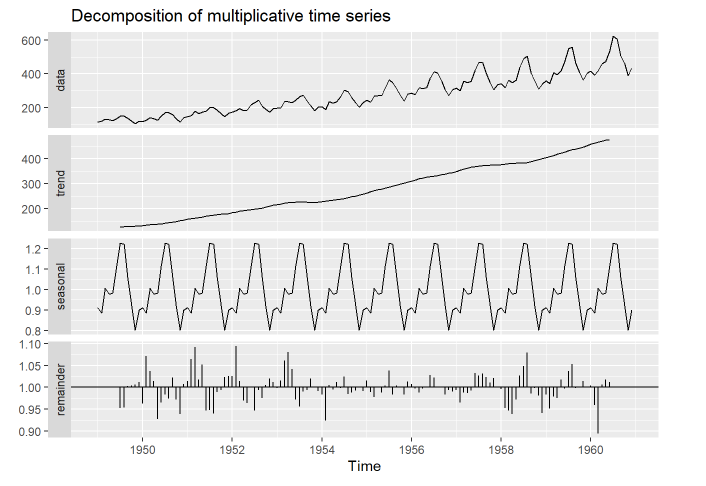 Decomposition of multiplicative time series
600
400
200
data
400
300
200
trend
1.2
1.1
1.0
0.9
0.8
seasonal
1.10
1.05
1.00
0.95
0.90
remainder
1950 1952 1954 1956 1958 1960
Time